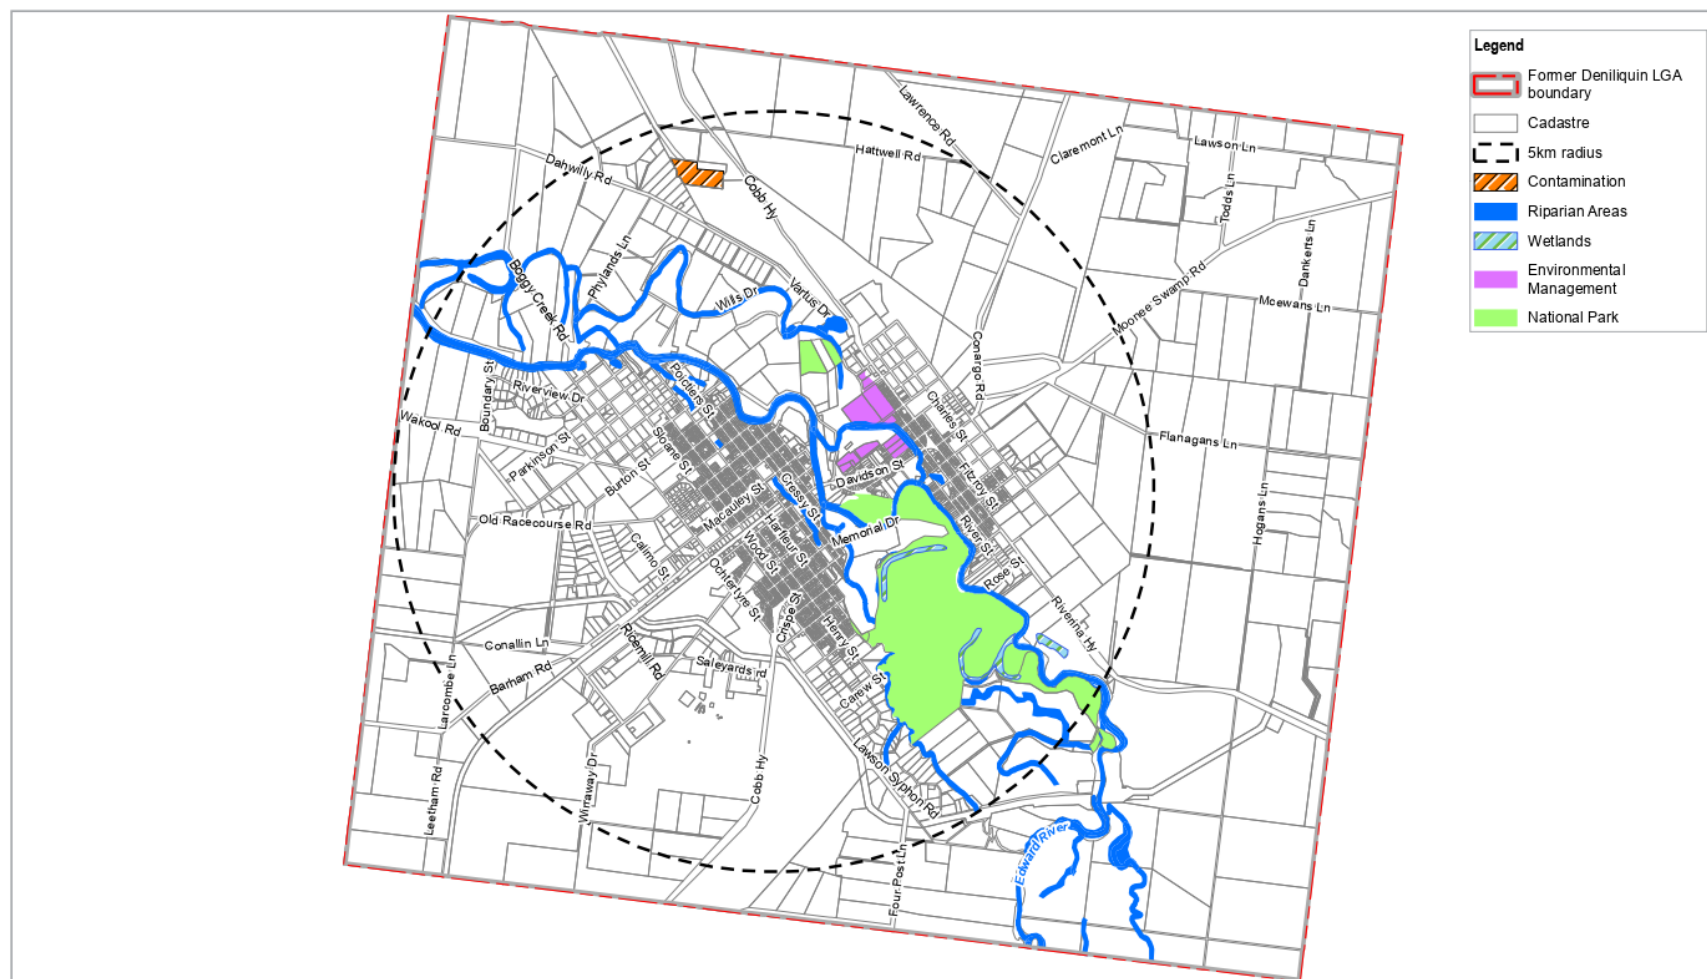 Legend
Former Deniliquin LGA
boundary
Cadastre
5km radius
Contamination
Riparian Areas
Wetlands
Environmental
Management
National Park
Lawrence Rd
Hattwell Rd
Claremont Ln
Lawson Ln
Todds Ln
Dankerts Ln
Mcewans Ln
Moonee Swamp Rd
Dahwilly Rd
Cobb Hy
Phylands Ln
Boggy Creek Rd
Wills Dr
Vartus Dr
Conargo Rd
Charles St
Flanagans Ln
Hogans Ln
Boundary St
Riverview Dr
Wakool Rd
Parkinson St
Poictiers St
Sloane St
Burton St
Macauley St
Cressy St
Davidson St
Fitzroy St
Old Racecourse Rd
Calimo St
Harfleur St
Wood St
Ochtertyre St
Memorial Dr
River St
Rose St
Riverina Hy
Crispe St
Henry St
Conallin Ln
Barham Rd
Ricemill Rd
Saleyards rd
Carew St
Larcombe Ln
Leetham Rd
Wirraway Dr
Cobb Hy
Lawson Syphon Rd
Four Post Ln
Edward River